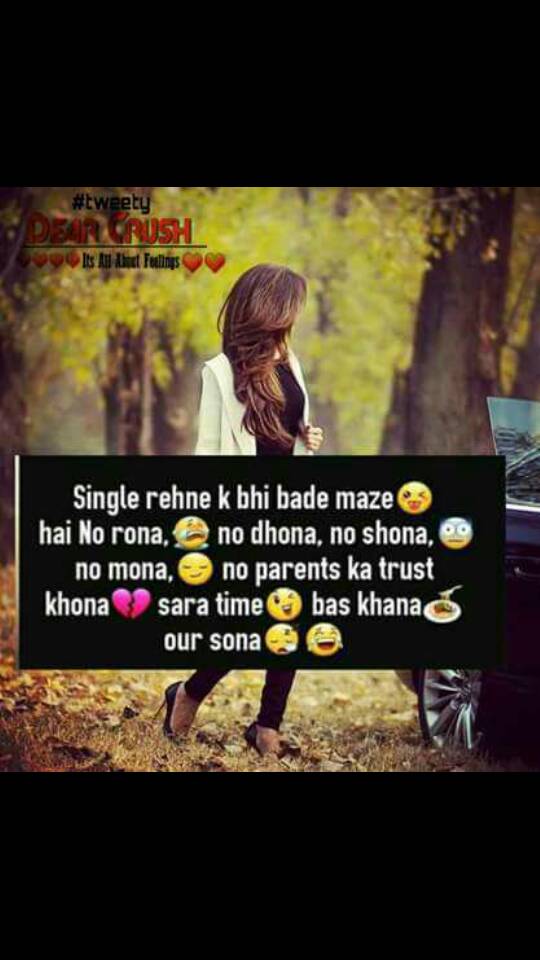 #tweety
DEAR CRUSH
Its All About Feelings
Single rehne k bhi bade maze😜
hai No rona,😭 no dhona, no shona,😨
no mona,😔 no parents ka trust
khona💔 sara time😉 bas khana🍝
our sona😴😂